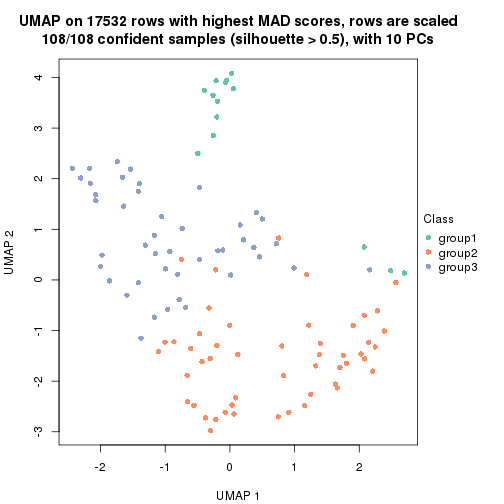 UMAP on 17532 rows with highest MAD scores, rows are scaled
108/108 confident samples (silhouette > 0.5), with 10 PCs
4
3
2
1
0
-1
-2
-3
UMAP 2
-2
-1
0
1
2
UMAP 1
Class
group1
group2
group3